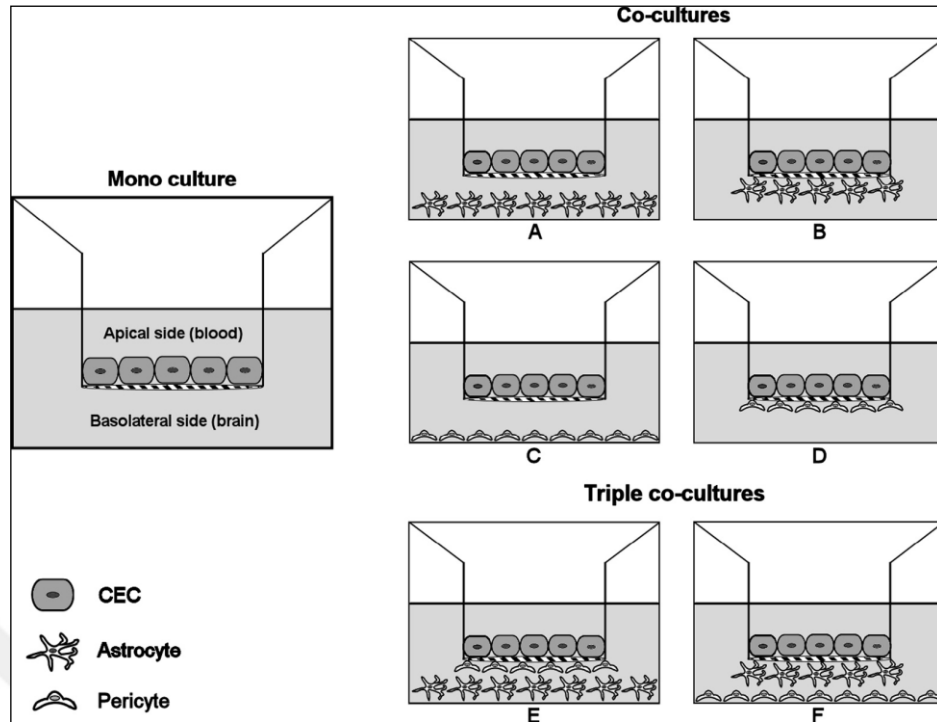 Co-cultures
Mono culture
Apical side (blood)
Basolateral side (brain)
A
B
C
D
Triple co-cultures
E
F
CEC
Astrocyte
Pericyte